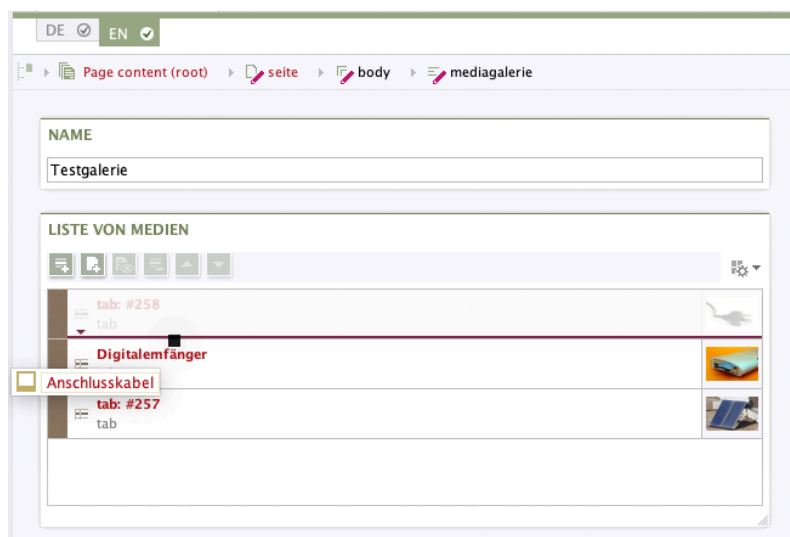 DE EN
Page content (root) seite body mediagalerie
NAME
Testgalerie
LISTE VON MEDIEN
tab: #258
tab
Digitalemfänger
Anschlusskabel
tab: #257
tab